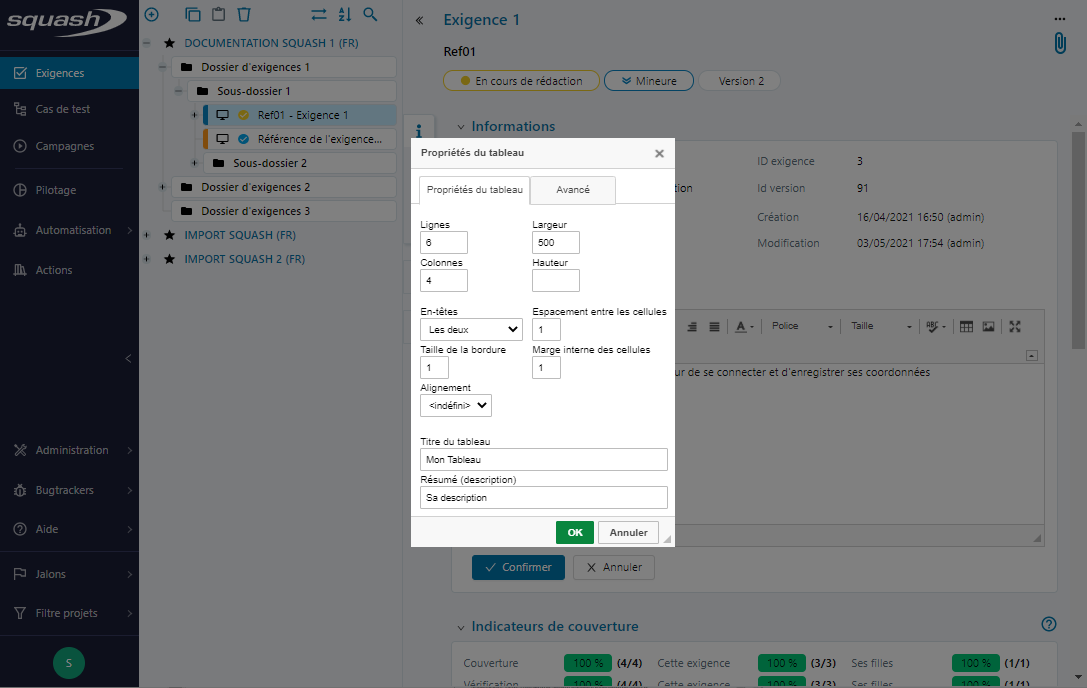 squash
Exigences
Cas de test
Campagnes
Pilotage
Automatisation
Actions
Administration
Bugtrackers
Aide
Jalons
Filtre projets
S
DOCUMENTATION SQUASH 1 (FR)
Dossier d'exigences 1
Sous-dossier 1
Ref01 - Exigence 1
Référence de l'exigence...
Sous-dossier 2
Dossier d'exigences 2
Dossier d'exigences 3
IMPORT SQUASH (FR)
IMPORT SQUASH 2 (FR)
Exigence 1
Ref01
En cours de rédaction
Mineure
Version 2
Informations
ID exigence 3
tion Id version 91
Création 16/04/2021 16:50 (admin)
Modification 03/05/2021 17:54 (admin)
A Police Taille ABC
ur de se connecter et d'enregistrer ses coordonnées
Propriétés du tableau
Propriétés du tableau Avancé
Lignes Largeur
6 500
Colonnes Hauteur
4
En-têtes Espacement entre les cellules
Les deux 1
Taille de la bordure Marge interne des cellules
1 1
Alignement
<indéfini>
Titre du tableau
Mon Tableau
Résumé (description)
Sa description
OK Annuler
Confirmer Annuler
Indicateurs de couverture
Couverture 100 % (4/4) Cette exigence 100 % (3/3) Ses filles 100 % (1/1)
Vérification 100 % (4/4) Cette exigence 100 % (3/3) Ses filles 100 % (1/1)